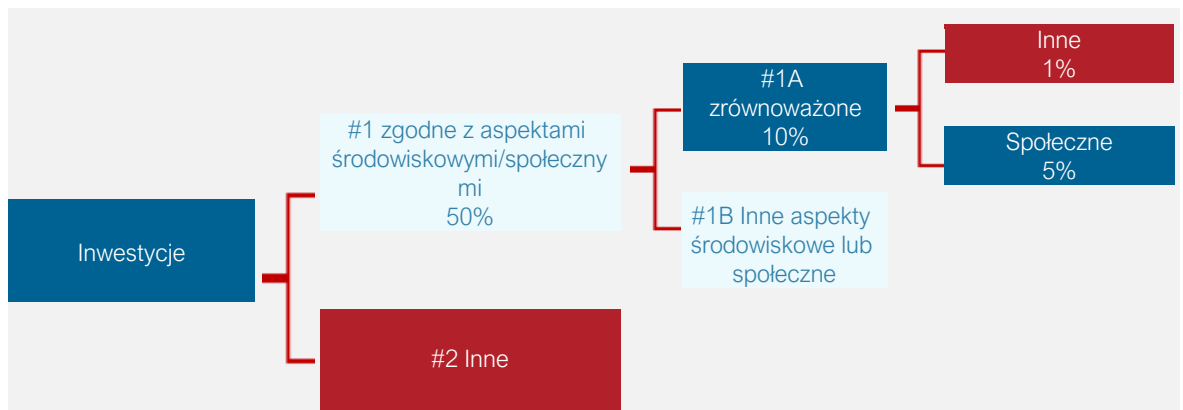 Inwestycje
#1 zgodne z aspektami
środowiskowymi/społeczny
mi
50%
#2 Inne
#1A
zrównoważone
10%
#1B Inne aspekty
środowiskowe lub
społeczne
Inne
1%
Społeczne
5%